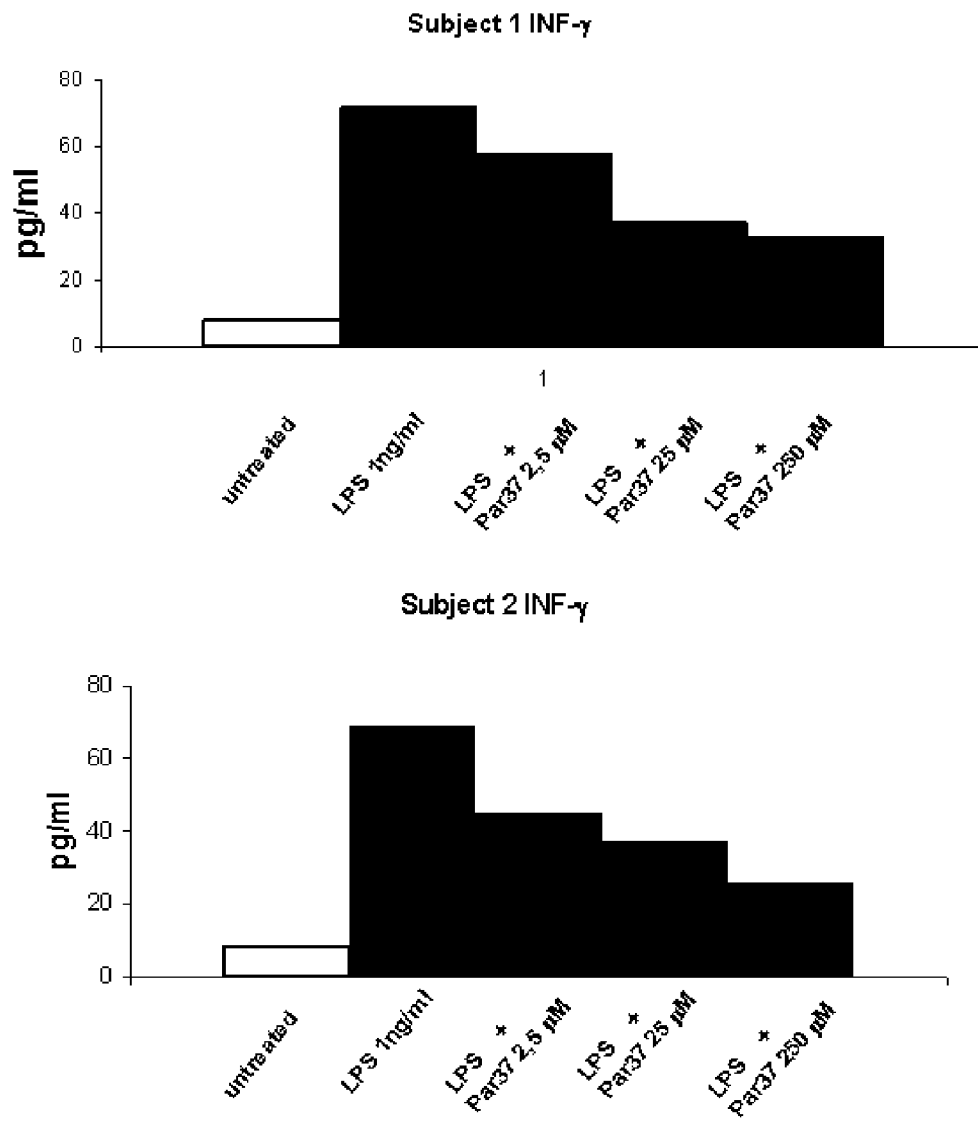 Subject 1 INF-γ
pg/ml
80
60
40
20
0
1
untreated
LPS 1ng/ml
LPS +
Par37 2,5 µM
LPS +
Par37 25 µM
LPS +
Par37 250 µM
Subject 2 INF-γ
pg/ml
80
60
40
20
0
untreated
LPS 1ng/ml
LPS +
Par37 2,5 µM
LPS +
Par37 25 µM
LPS +
Par37 250 µM